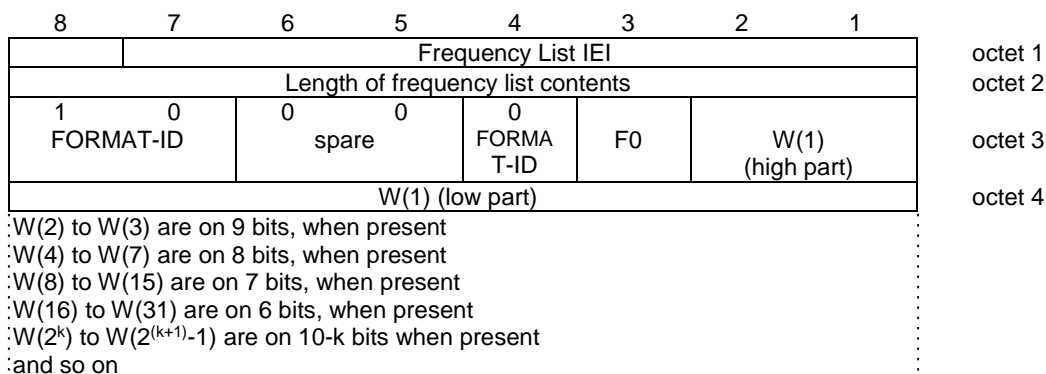 8 7 6 5 4 3 2 1
Frequency List IEI octet 1
Length of frequency list contents octet 2
1 0 0 0 0
FORMAT-ID spare FORMA F0 W(1) octet 3
T-ID (high part)
W(1) (low part) octet 4
W(2) to W(3) are on 9 bits, when present
W(4) to W(7) are on 8 bits, when present
W(8) to W(15) are on 7 bits, when present
W(16) to W(31) are on 6 bits, when present
W(2^k) to W(2^(k+1)-1) are on 10-k bits when present
and so on